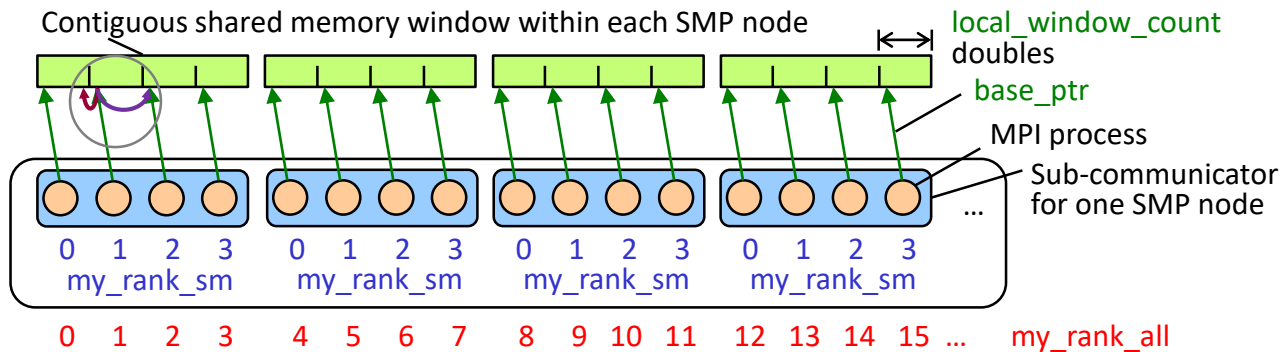 Contiguous shared memory window within each SMP node
local_window_count
doubles
base_ptr
MPI process
Sub-communicator
for one SMP node
...
0 1 2 3 0 1 2 3 0 1 2 3 0 1 2 3
my_rank_sm my_rank_sm my_rank_sm my_rank_sm
0 1 2 3 4 5 6 7 8 9 10 11 12 13 14 15 ... my_rank_all